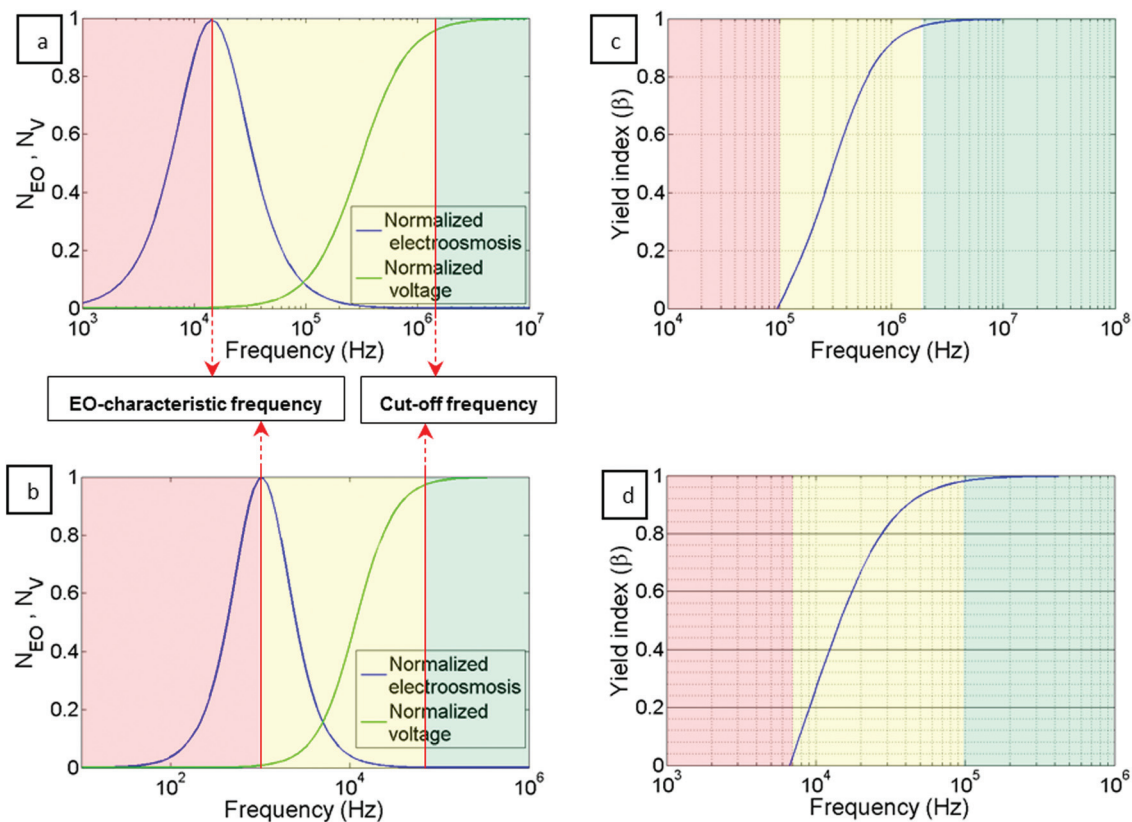 a
1
0.8
0.6
0.4
0.2
0
N_EO , N_V
Normalized
electroosmosis
Normalized
voltage
10^3
10^4
10^5
10^6
10^7
Frequency (Hz)
c
1
0.8
0.6
0.4
0.2
0
Yield index (β)
10^4
10^5
10^6
10^7
10^8
Frequency (Hz)
EO-characteristic frequency
Cut-off frequency
b
1
0.8
0.6
0.4
0.2
0
N_EO , N_V
Normalized
electroosmosis
Normalized
voltage
10^2
10^4
10^6
Frequency (Hz)
d
1
0.8
0.6
0.4
0.2
0
Yield index (β)
10^3
10^4
10^5
10^6
Frequency (Hz)